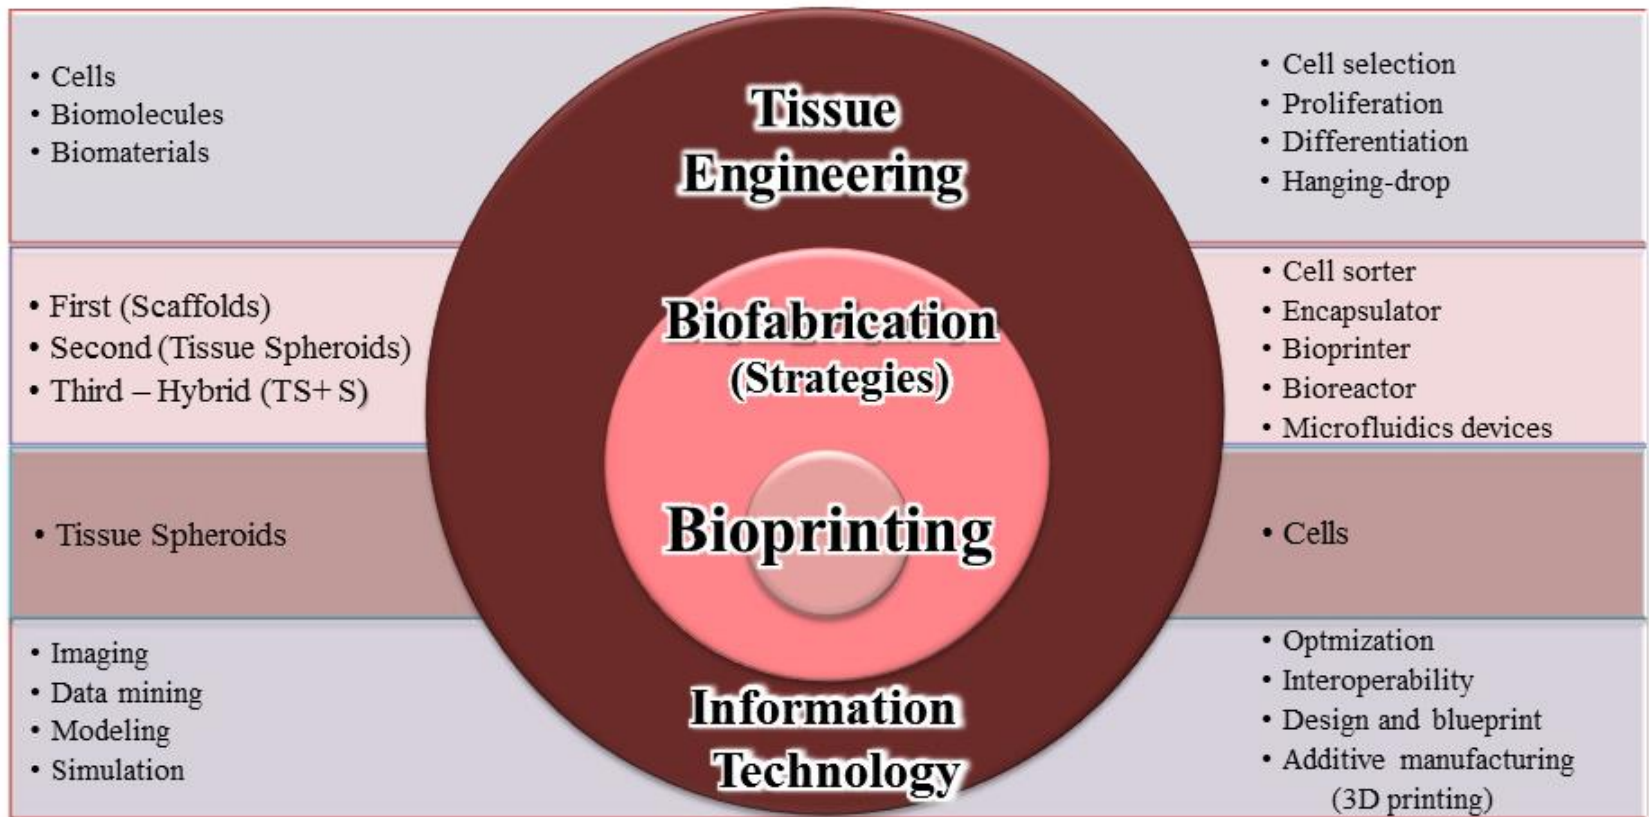 • Cells
• Biomolecules
• Biomaterials
Tissue
Engineering
• Cell selection
• Proliferation
• Differentiation
• Hanging-drop
• First (Scaffolds)
• Second (Tissue Spheroids)
• Third – Hybrid (TS+ S)
Biofabrication
(Strategies)
• Cell sorter
• Encapsulator
• Bioprinter
• Bioreactor
• Microfluidics devices
• Tissue Spheroids
Bioprinting
• Cells
• Imaging
• Data mining
• Modeling
• Simulation
Information
Technology
• Optmization
• Interoperability
• Design and blueprint
• Additive manufacturing
(3D printing)